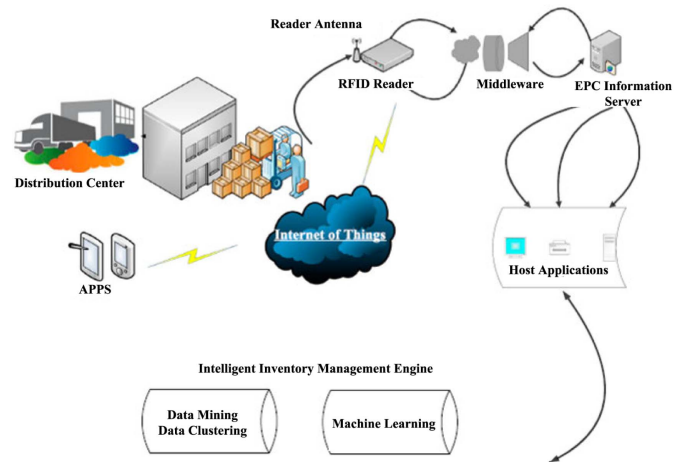 Reader Antenna
RFID Reader
Middleware
EPC Information
Server
Distribution Center
Internet of Things
APPS
Host Applications
Intelligent Inventory Management Engine
Data Mining
Data Clustering
Machine Learning